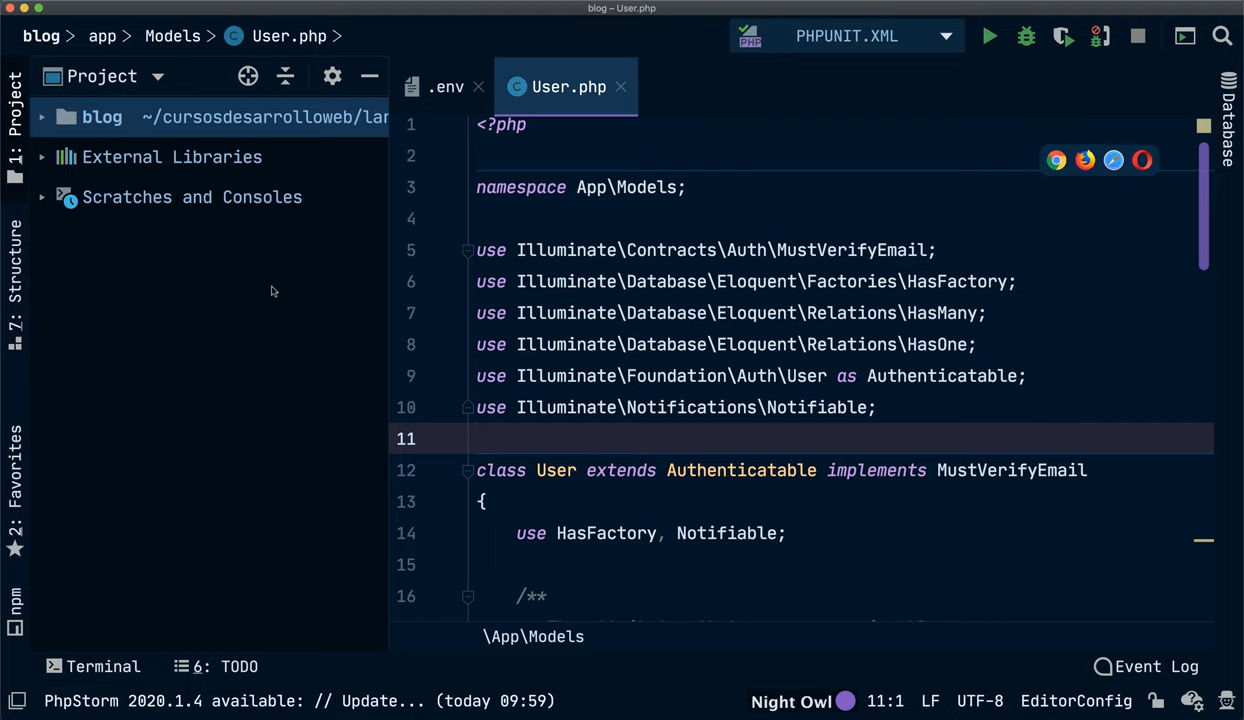 blog – User.php
blog > app > Models > C User.php >
PHP PHPUNIT.XML
1: Project
7: Structure
2: Favorites
npm
Project
blog ~/cursosdesarrolloweb/lar
External Libraries
Scratches and Consoles
.env
C User.php
1 <?php
2
3 namespace App\Models;
4
5 use Illuminate\Contracts\Auth\MustVerifyEmail;
6 use Illuminate\Database\Eloquent\Factories\HasFactory;
7 use Illuminate\Database\Eloquent\Relations\HasMany;
8 use Illuminate\Database\Eloquent\Relations\HasOne;
9 use Illuminate\Foundation\Auth\User as Authenticatable;
10 use Illuminate\Notifications\Notifiable;
11
12 class User extends Authenticatable implements MustVerifyEmail
13 {
14 use HasFactory, Notifiable;
15
16 /**
\App\Models
Database
Terminal
6: TODO
Event Log
PhpStorm 2020.1.4 available: // Update... (today 09:59)
Night Owl
11:1 LF UTF-8 EditorConfig